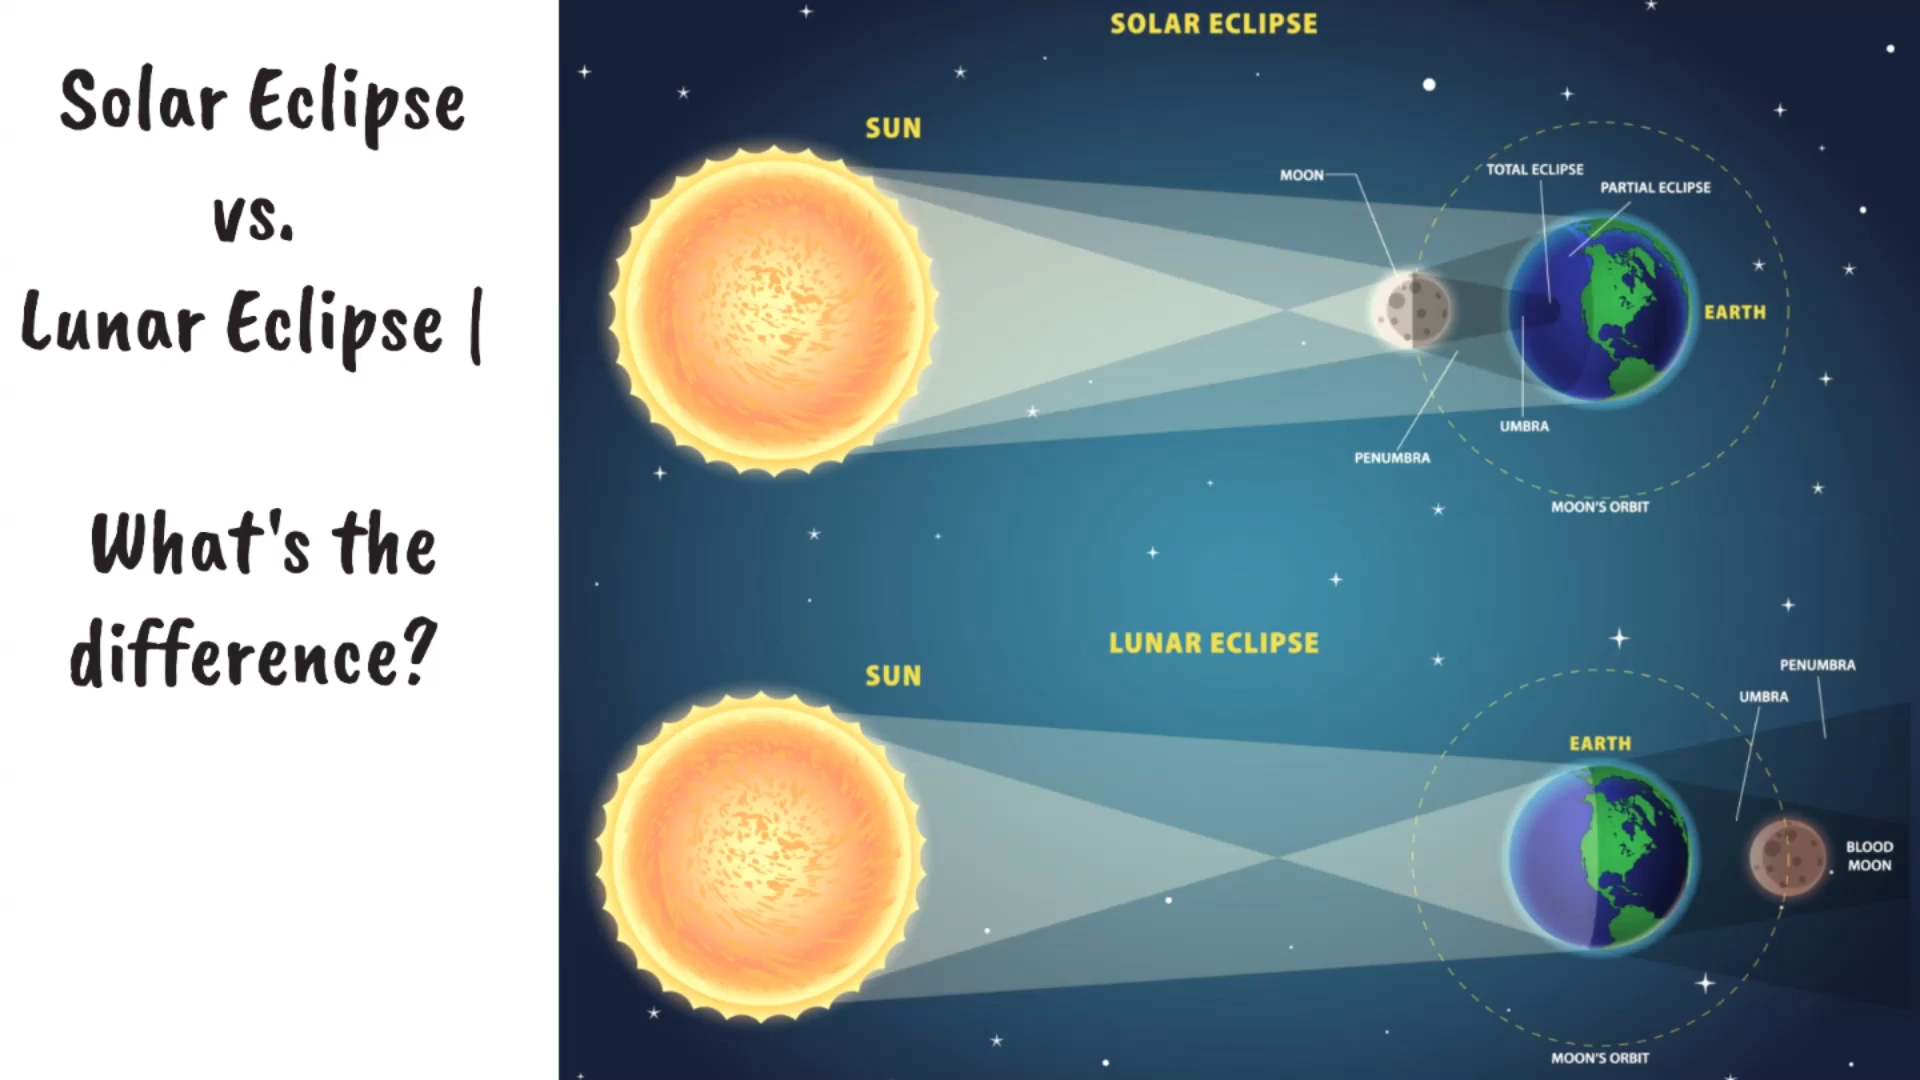 Solar Eclipse
vs.
Lunar Eclipse |
What's the
difference?
SOLAR ECLIPSE
SUN
MOON
TOTAL ECLIPSE
PARTIAL ECLIPSE
EARTH
UMBRA
PENUMBRA
MOON'S ORBIT
LUNAR ECLIPSE
SUN
PENUMBRA
UMBRA
EARTH
BLOOD
MOON
MOON'S ORBIT